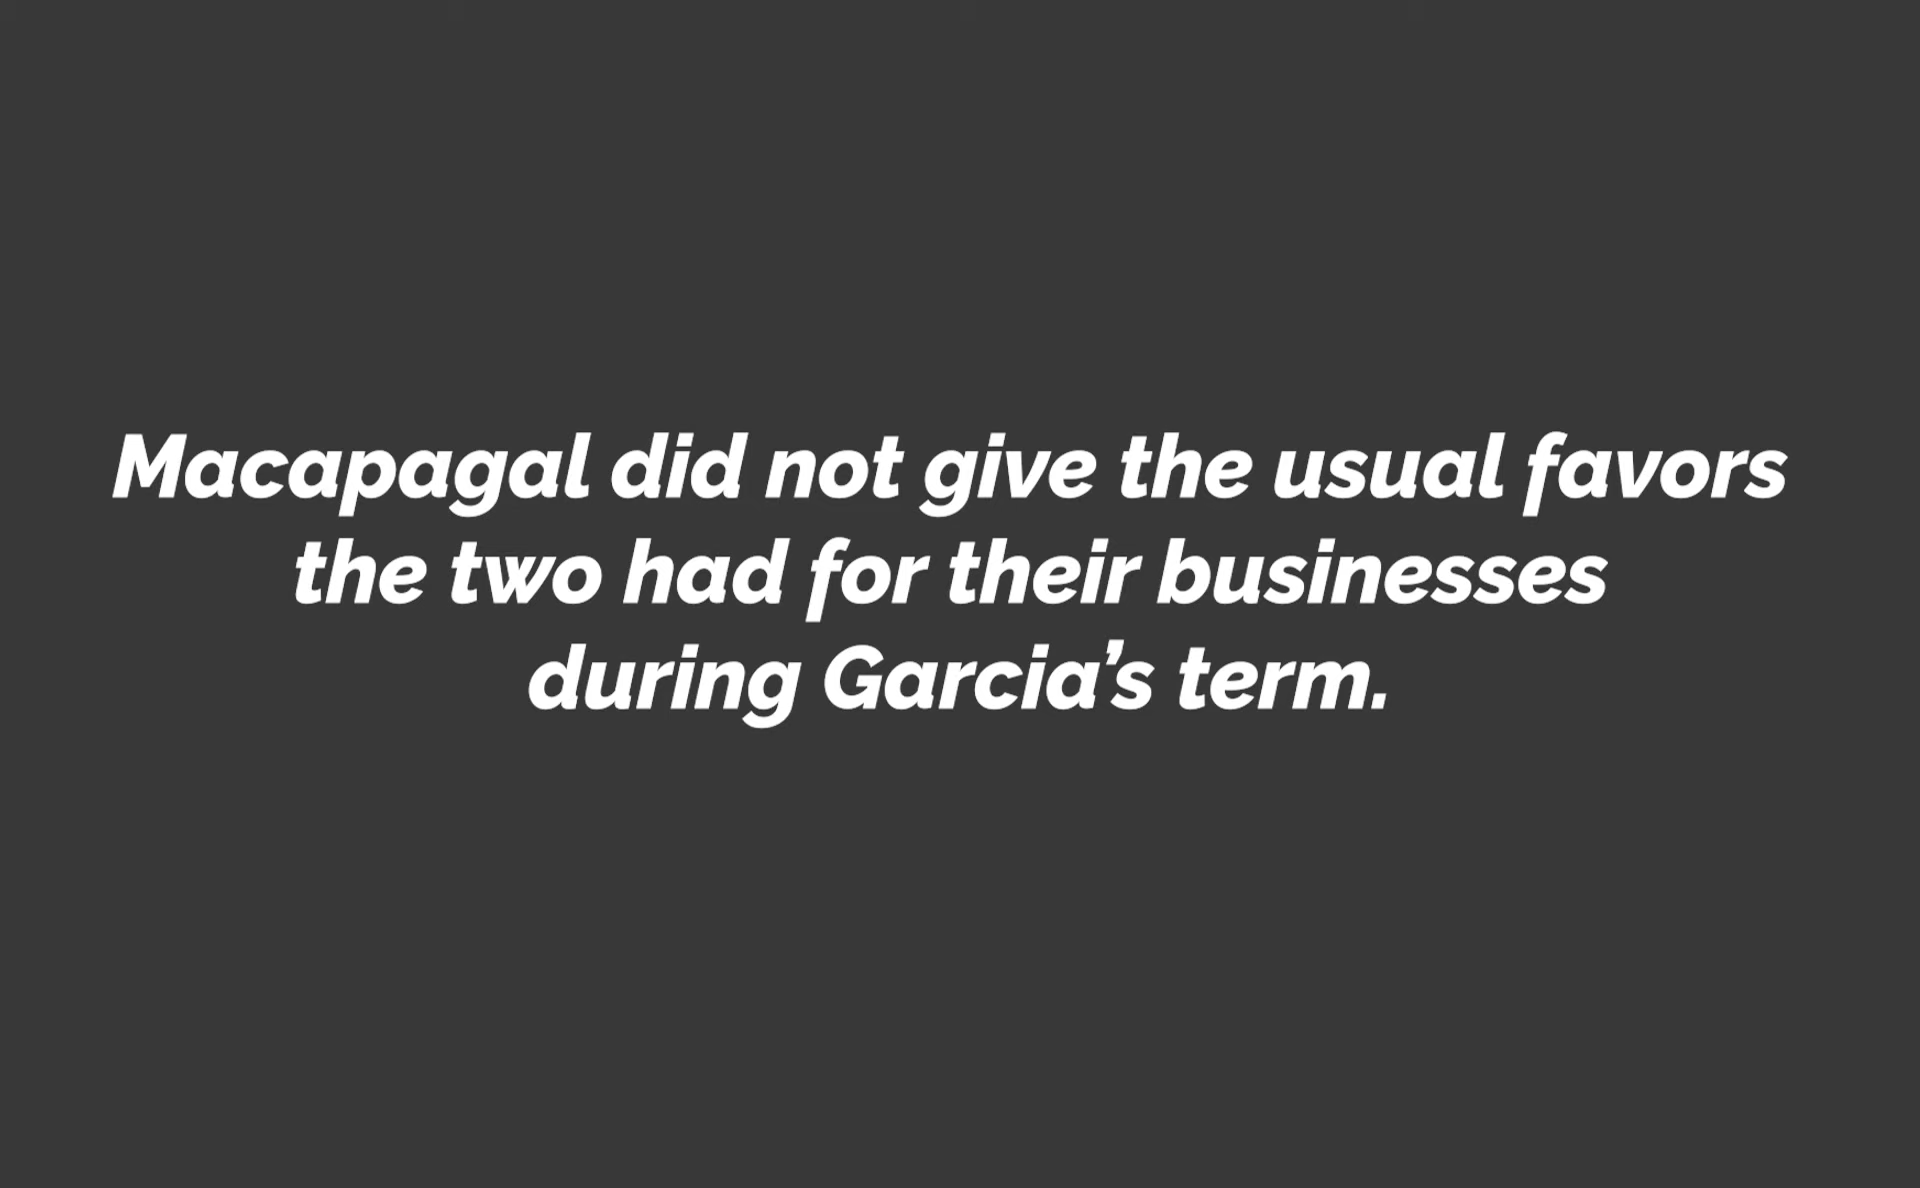 Macapagal did not give the usual favors
the two had for their businesses
during Garcia’s term.